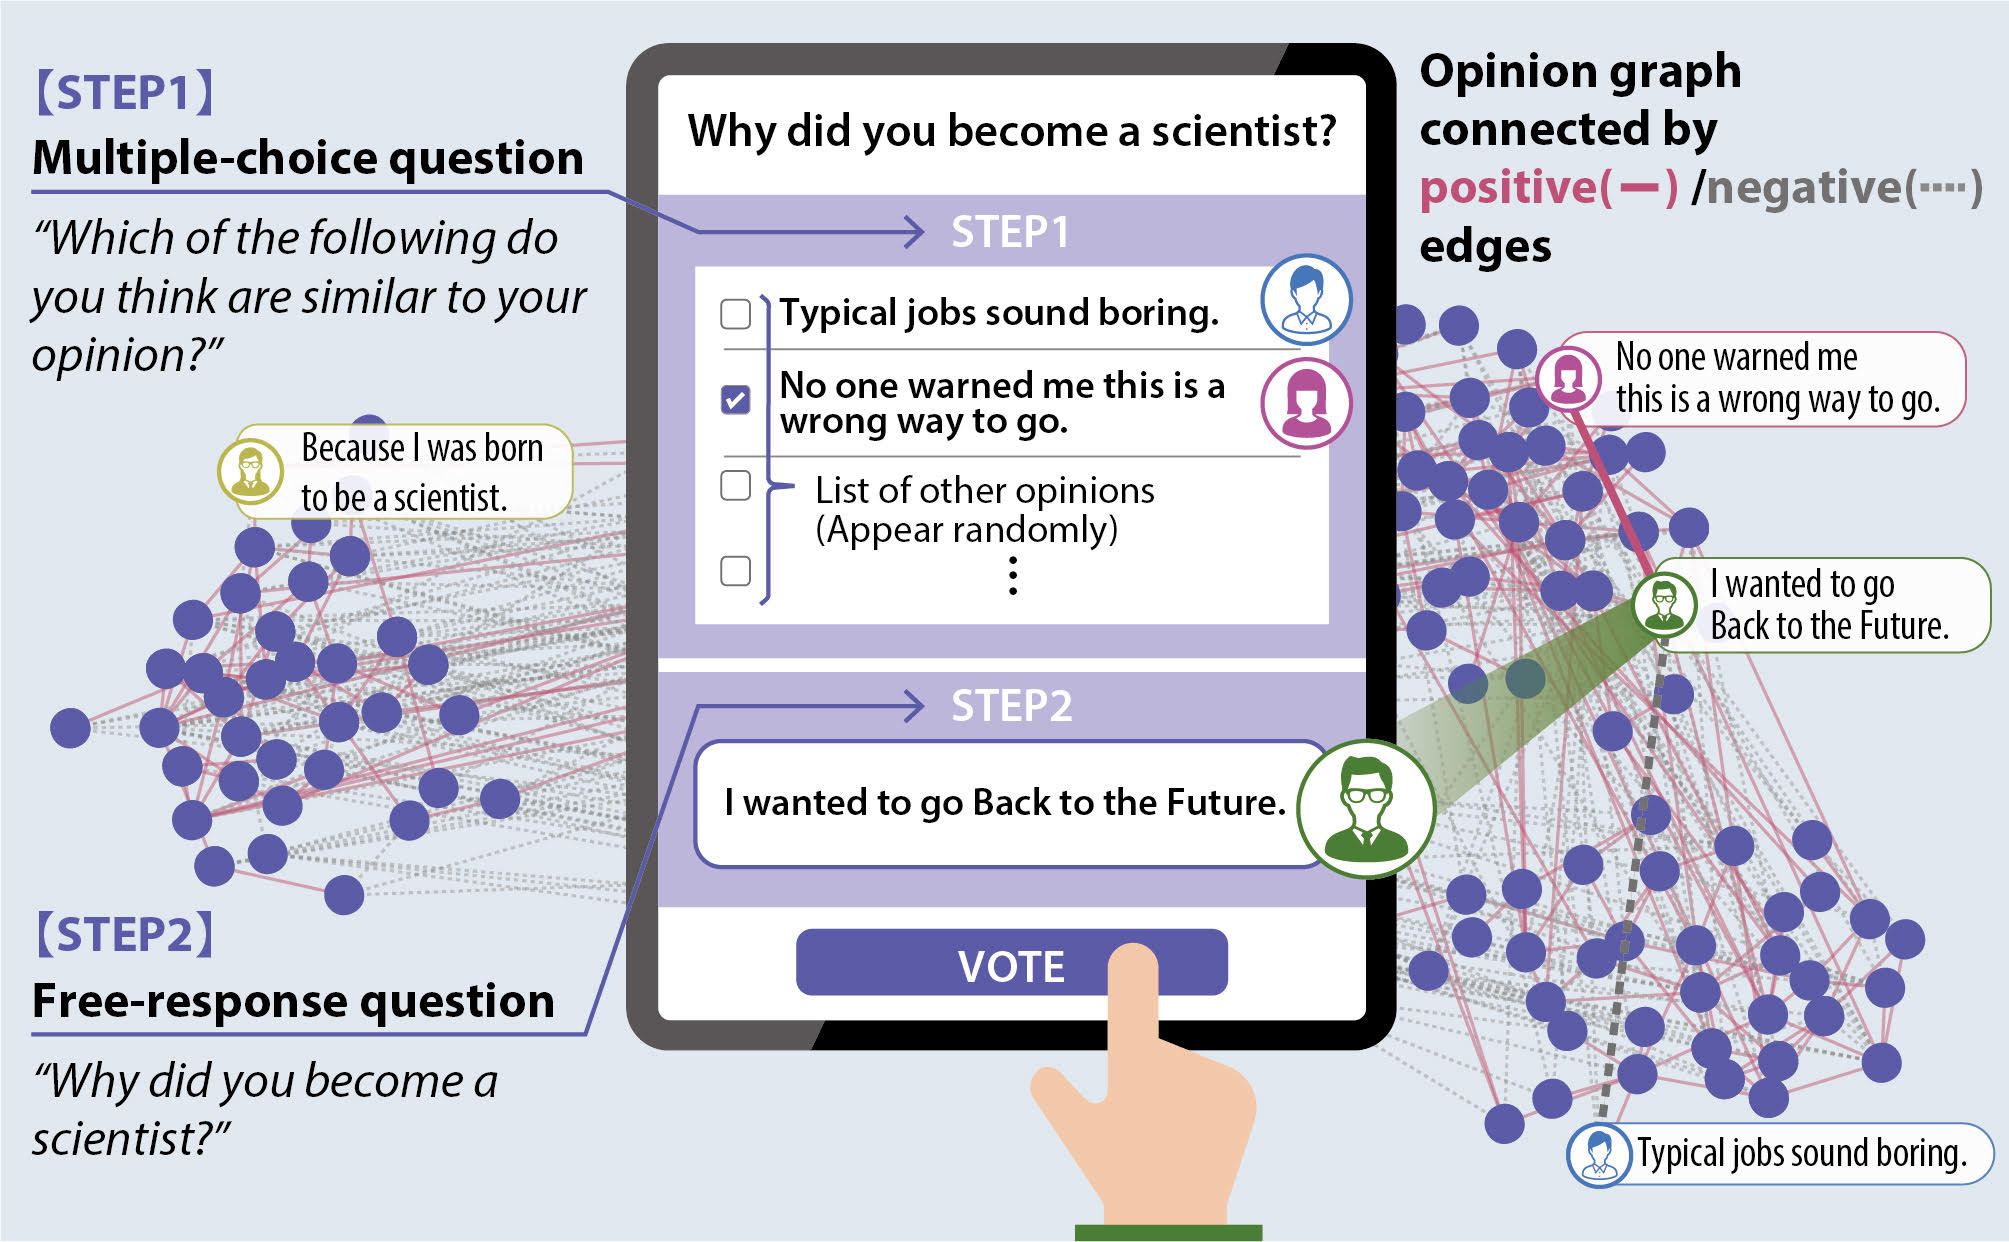 【STEP1】
Multiple-choice question
“Which of the following do
you think are similar to your
opinion?”
Because I was born
to be a scientist.
【STEP2】
Free-response question
“Why did you become a
scientist?”
Why did you become a scientist?
STEP1
Typical jobs sound boring.
No one warned me this is a
wrong way to go.
List of other opinions
(Appear randomly)
STEP2
I wanted to go Back to the Future.
VOTE
Opinion graph
connected by
positive(—) /negative(····)
edges
No one warned me
this is a wrong way to go.
I wanted to go
Back to the Future.
Typical jobs sound boring.